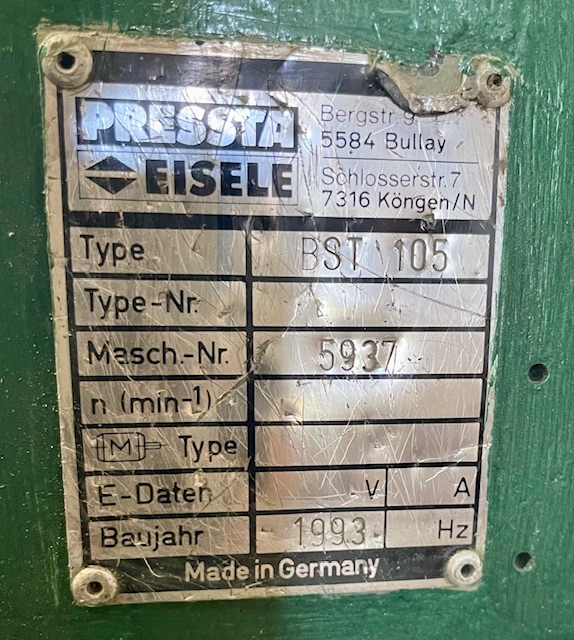 PRESSTA
EISELE
Bergstr. 9
5584 Bullay
Schlosserstr. 7
7316 Köngen/N
Type BST 105
Type-Nr.
Masch.-Nr. 5937
n (min-1)
M Type
E-Daten V A
Baujahr 1993 Hz
Made in Germany